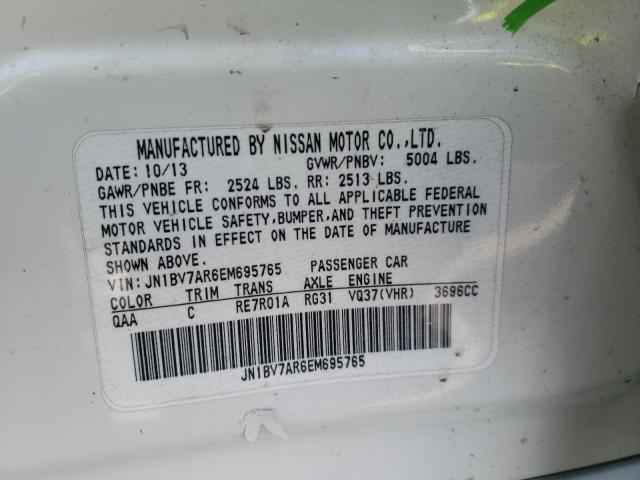 MANUFACTURED BY NISSAN MOTOR CO.,LTD.
DATE: 10/13 GVWR/PNBV: 5004 LBS.
GAWR/PNBE FR: 2524 LBS. RR: 2513 LBS.
THIS VEHICLE CONFORMS TO ALL APPLICABLE FEDERAL
MOTOR VEHICLE SAFETY,BUMPER,AND THEFT PREVENTION
STANDARDS IN EFFECT ON THE DATE OF MANUFACTURE
SHOWN ABOVE.
VIN: JN1BV7AR6EM695765 PASSENGER CAR
COLOR TRIM TRANS AXLE ENGINE
QAA C RE7R01A RG31 VQ37(VHR) 3696CC
JN1BV7AR6EM695765